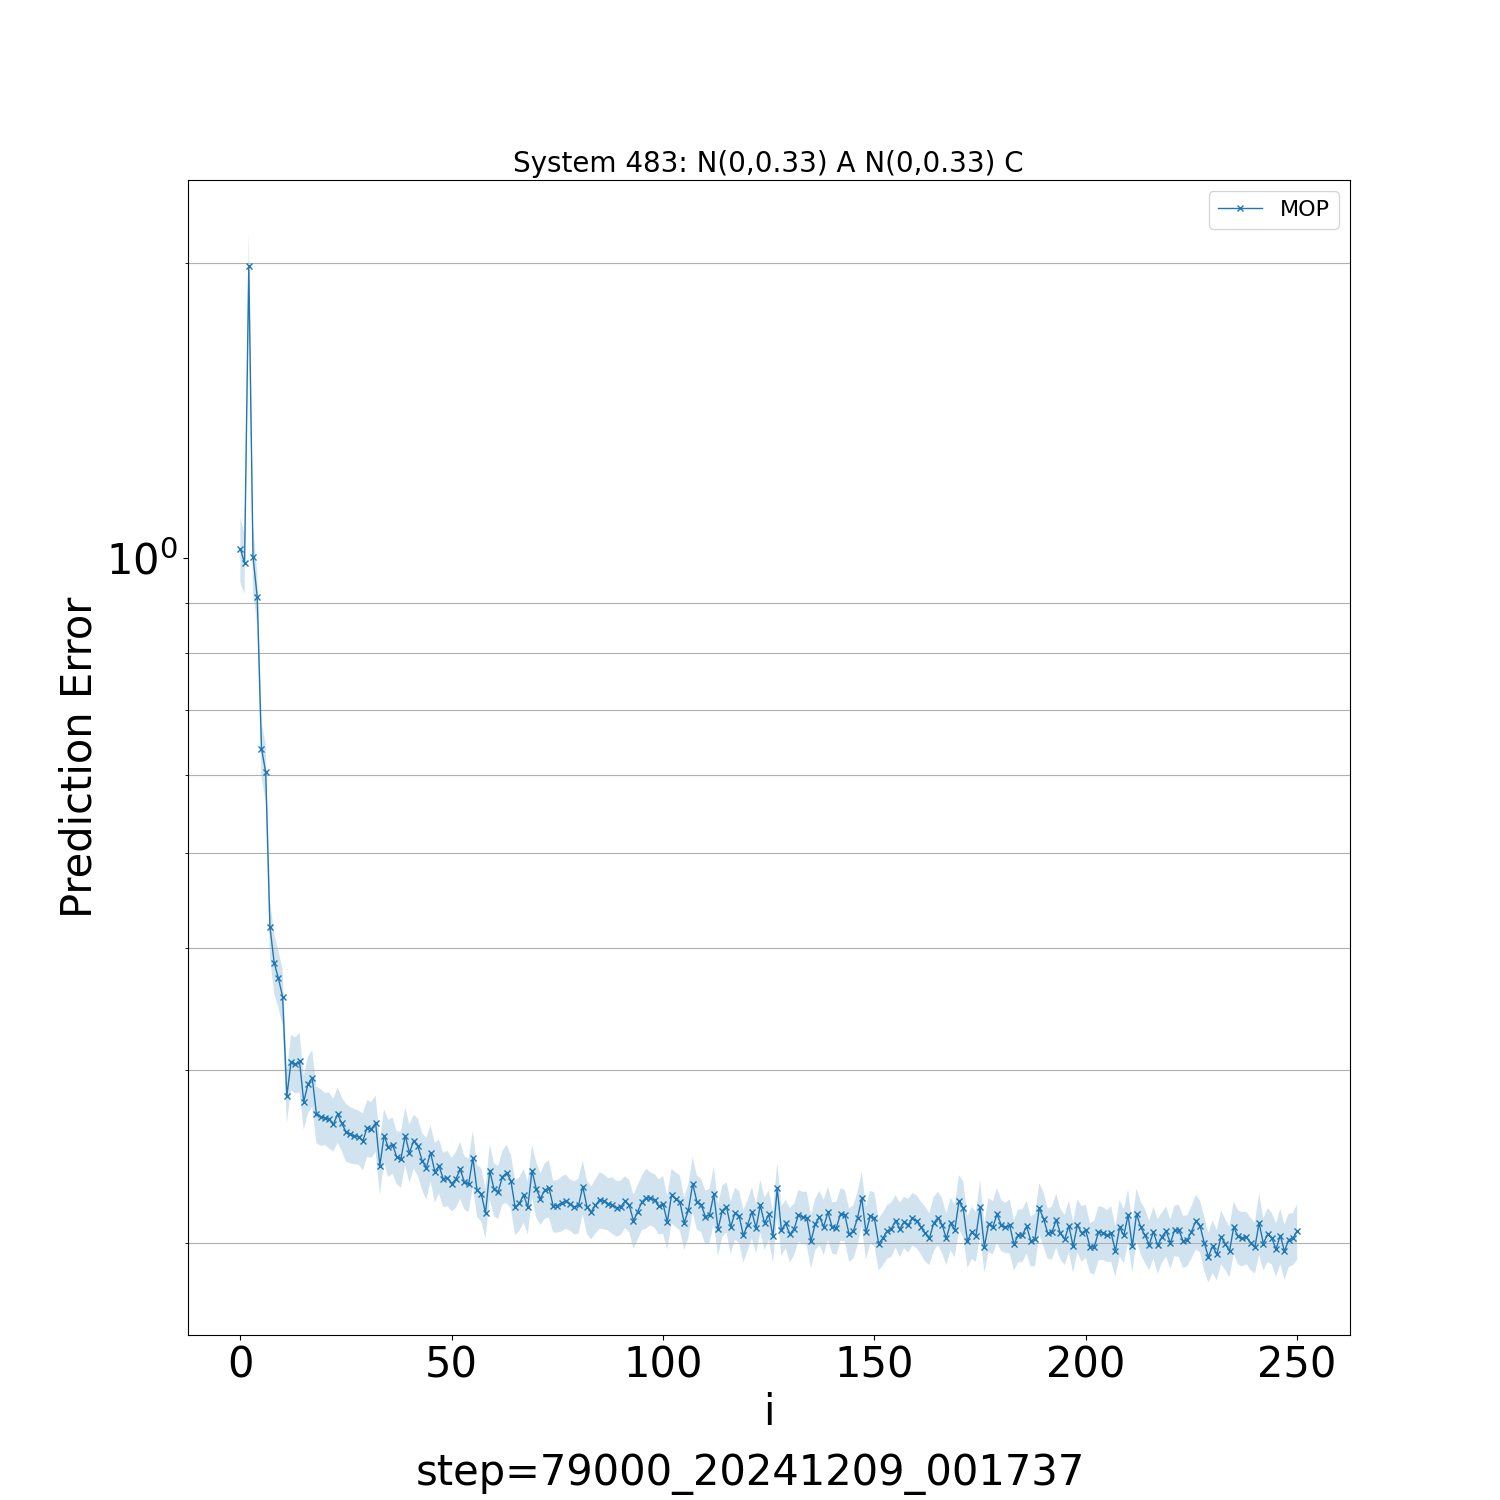 System 483: N(0,0.33) A N(0,0.33) C
MOP
10⁰
Prediction Error
0 50 100 150 200 250
i
step=79000_20241209_001737